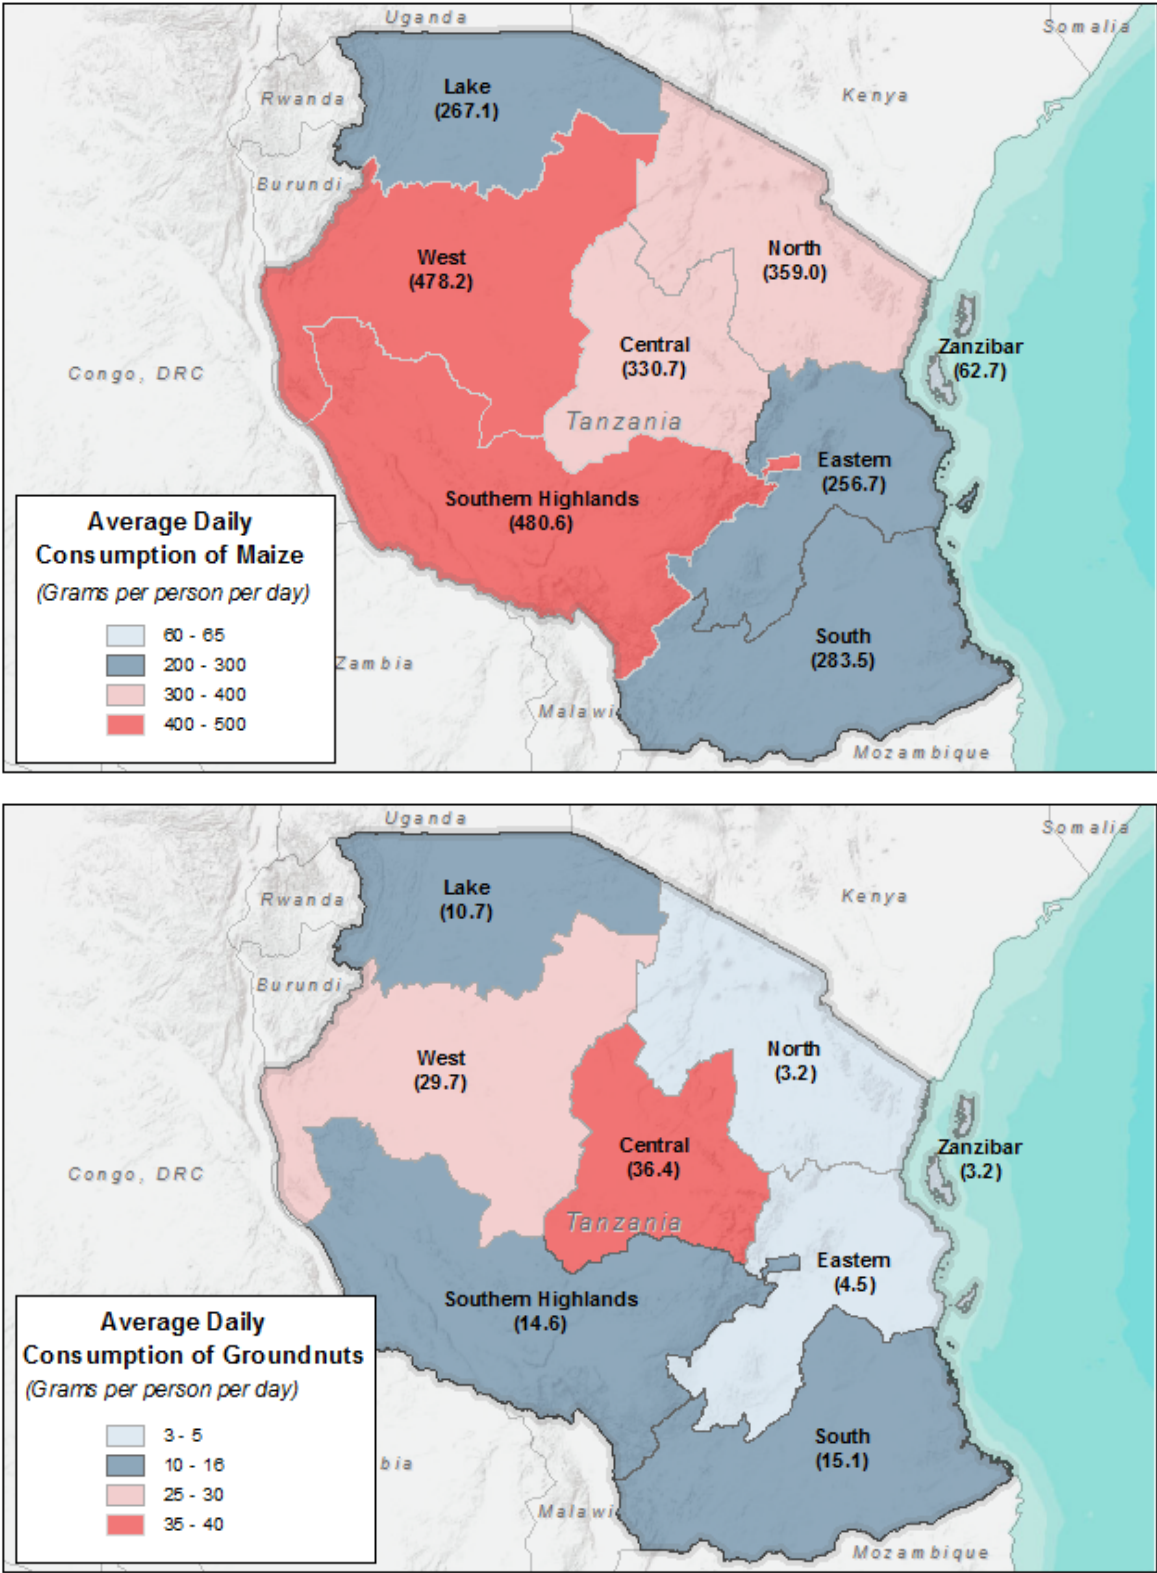 Uganda
Somalia
Lake
(267.1)
Rwanda
Kenya
Burundi
West
(478.2)
North
(359.0)
Central
(330.7)
Zanzibar
(62.7)
Congo, DRC
Tanzania
Eastern
(256.7)
Southern Highlands
(480.6)
Average Daily
Consumption of Maize
(Grams per person per day)
60 - 65
200 - 300
300 - 400
400 - 500
South
(283.5)
Zambia
Malawi
Mozambique
Uganda
Somalia
Lake
(10.7)
Rwanda
Kenya
Burundi
West
(29.7)
North
(3.2)
Central
(36.4)
Zanzibar
(3.2)
Congo, DRC
Tanzania
Eastern
(4.5)
Southern Highlands
(14.6)
Average Daily
Consumption of Groundnuts
(Grams per person per day)
3 - 5
10 - 16
25 - 30
35 - 40
South
(15.1)
bia
Malawi
Mozambique